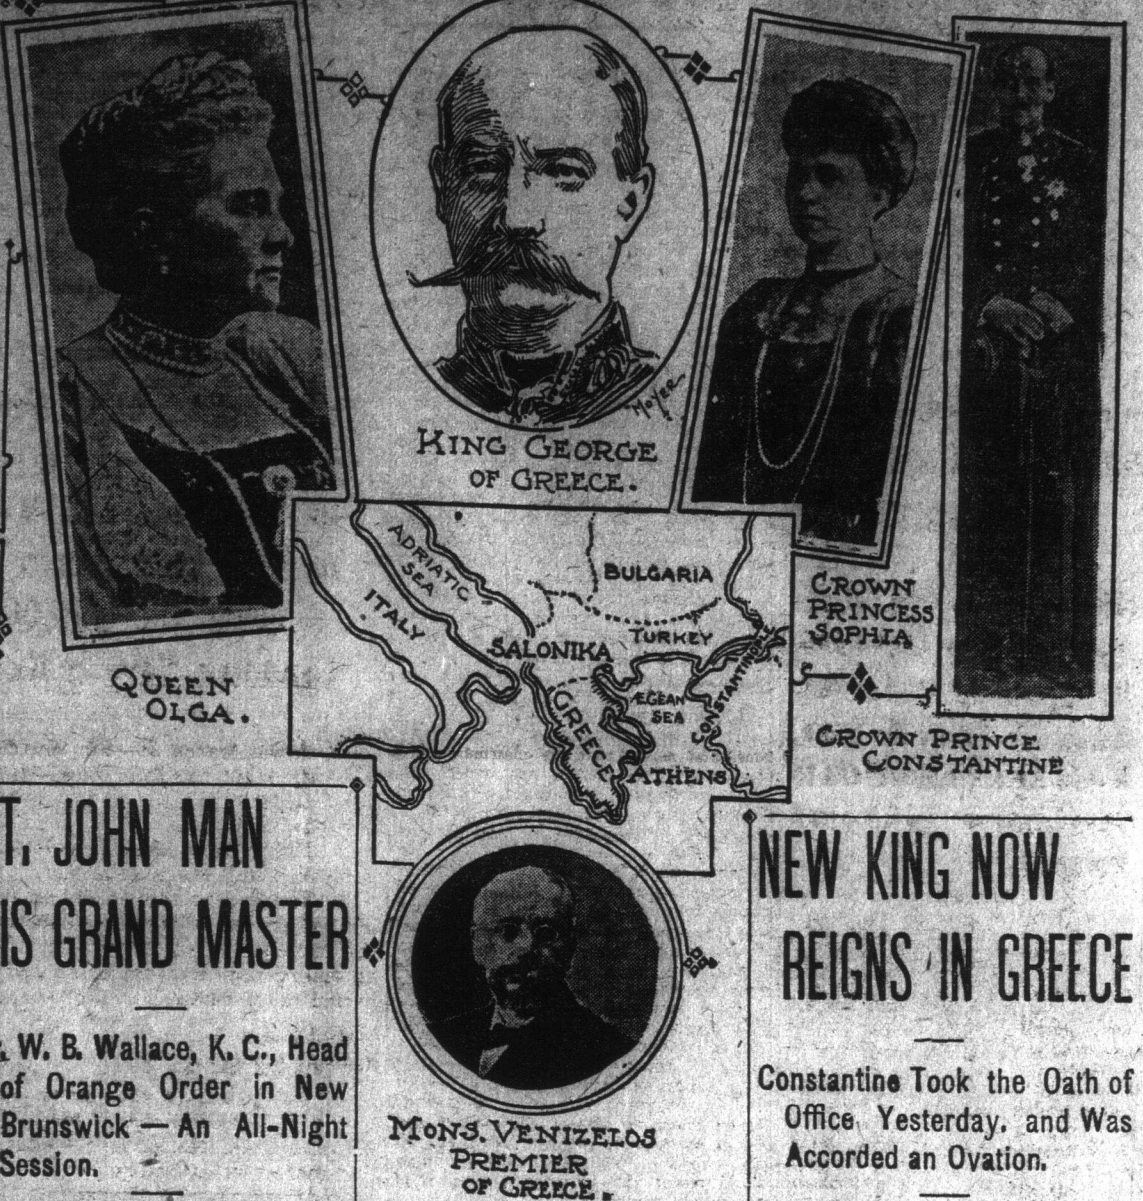 MOYER
KING GEORGE
OF GREECE.
QUEEN
OLGA.
CROWN
PRINCESS
SOPHIA
CROWN PRINCE
CONSTANTINE
ADRIATIC
SEA
ITALY
BULGARIA
TURKEY
SALONIKA
CONSTANTINOPLE
ÆGEAN
SEA
GREECE
ATHENS
T. JOHN MAN
IS GRAND MASTER
. W. B. Wallace, K. C., Head
of Orange Order in New
Brunswick — An All-Night
Session.
MONS. VENIZELOS
PREMIER
OF GREECE.
NEW KING NOW
REIGNS IN GREECE
Constantine Took the Oath of
Office Yesterday, and Was
Accorded an Ovation.